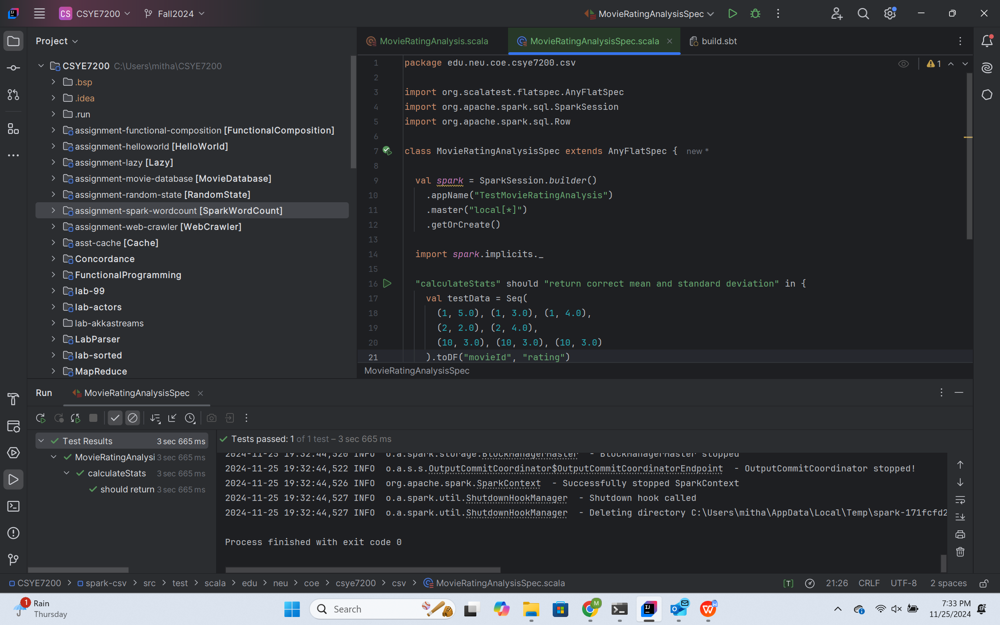 CS CSYE7200 Fall2024 MovieRatingAnalysisSpec
Project
CSYE7200 C:\Users\mitha\CSYE7200
.bsp
.idea
.run
assignment-functional-composition [FunctionalComposition]
assignment-helloworld [HelloWorld]
assignment-lazy [Lazy]
assignment-movie-database [MovieDatabase]
assignment-random-state [RandomState]
assignment-spark-wordcount [SparkWordCount]
assignment-web-crawler [WebCrawler]
asst-cache [Cache]
Concordance
FunctionalProgramming
lab-99
lab-actors
lab-akkastreams
LabParser
lab-sorted
MapReduce
MovieRatingAnalysis.scala MovieRatingAnalysisSpec.scala build.sbt
1 package edu.neu.coe.csye7200.csv
1
2
3 import org.scalatest.flatspec.AnyFlatSpec
4 import org.apache.spark.sql.SparkSession
5 import org.apache.spark.sql.Row
6
7 class MovieRatingAnalysisSpec extends AnyFlatSpec { new *
8
9 val spark = SparkSession.builder()
10 .appName("TestMovieRatingAnalysis")
11 .master("local[*]")
12 .getOrCreate()
13
14 import spark.implicits._
15
16 "calculateStats" should "return correct mean and standard deviation" in {
17 val testData = Seq(
18 (1, 5.0), (1, 3.0), (1, 4.0),
19 (2, 2.0), (2, 4.0),
20 (10, 3.0), (10, 3.0), (10, 3.0)
21 ).toDF("movieId", "rating")
MovieRatingAnalysisSpec
Run MovieRatingAnalysisSpec
Test Results 3 sec 665 ms
MovieRatingAnalysi 3 sec 665 ms
calculateStats 3 sec 665 ms
should return 3 sec 665 ms
Tests passed: 1 of 1 test – 3 sec 665 ms
2024-11-25 19:32:44,520 INFO o.a.spark.storage.BlockManagerMaster - BlockManagerMaster stopped
2024-11-25 19:32:44,522 INFO o.a.s.s.OutputCommitCoordinator$OutputCommitCoordinatorEndpoint - OutputCommitCoordinator stopped!
2024-11-25 19:32:44,526 INFO org.apache.spark.SparkContext - Successfully stopped SparkContext
2024-11-25 19:32:44,527 INFO o.a.spark.util.ShutdownHookManager - Shutdown hook called
2024-11-25 19:32:44,527 INFO o.a.spark.util.ShutdownHookManager - Deleting directory C:\Users\mitha\AppData\Local\Temp\spark-171fcfd2
Process finished with exit code 0
CSYE7200 > spark-csv > src > test > scala > edu > neu > coe > csye7200 > csv > MovieRatingAnalysisSpec.scala
[T] 21:26 CRLF UTF-8 2 spaces
1
Rain
Thursday
Search
M
7:33 PM
11/25/2024